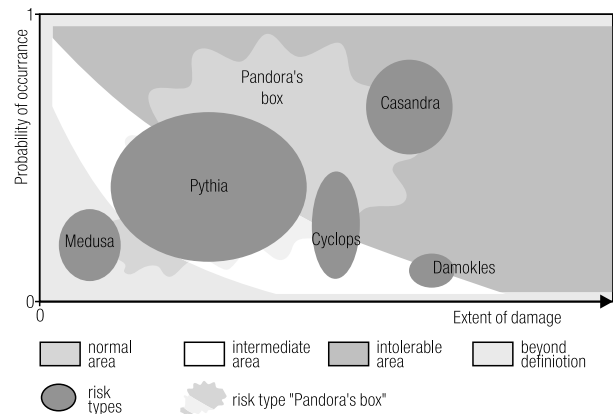 1
Probability of occurrance
Pandora's
box
Casandra
Pythia
Medusa
Cyclops
Damokles
0
0
Extent of damage
normal
area
intermediate
area
intolerable
area
beyond
definiotion
risk
types
risk type "Pandora's box"